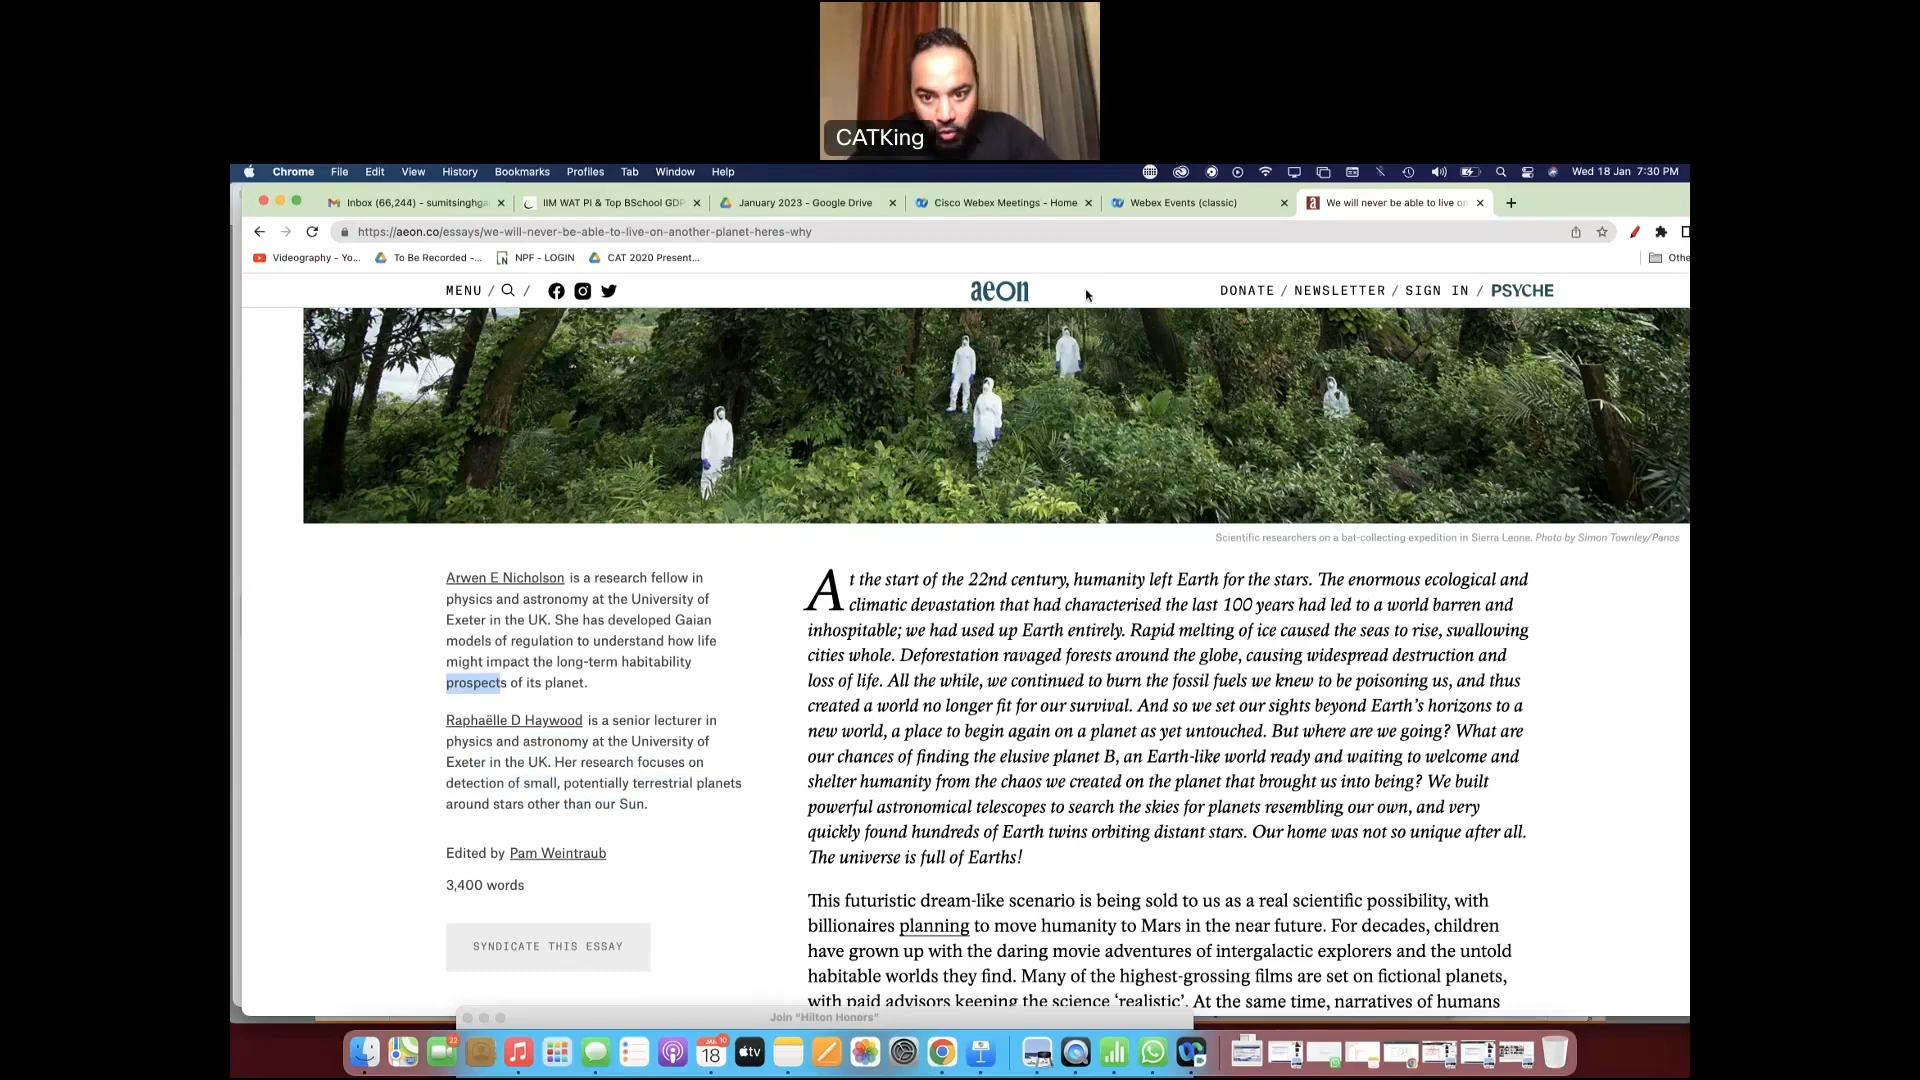 CATKing
Chrome File Edit View History Bookmarks Profiles Tab Window Help Wed 18 Jan 7:30 PM
Inbox (66,244) - sumitsinghga IIM WAT PI & Top BSchool GDP January 2023 - Google Drive Cisco Webex Meetings - Home Webex Events (classic) We will never be able to live on
https://aeon.co/essays/we-will-never-be-able-to-live-on-another-planet-heres-why
Videography - Yo... To Be Recorded -... NPF - LOGIN CAT 2020 Present... Othe
MENU / / aeon DONATE / NEWSLETTER / SIGN IN / PSYCHE
Scientific researchers on a bat-collecting expedition in Sierra Leone. Photo by Simon Townley/Panos
Arwen E Nicholson is a research fellow in
physics and astronomy at the University of
Exeter in the UK. She has developed Gaian
models of regulation to understand how life
might impact the long-term habitability
prospects of its planet.
Raphaëlle D Haywood is a senior lecturer in
physics and astronomy at the University of
Exeter in the UK. Her research focuses on
detection of small, potentially terrestrial planets
around stars other than our Sun.
Edited by Pam Weintraub
3,400 words
SYNDICATE THIS ESSAY
At the start of the 22nd century, humanity left Earth for the stars. The enormous ecological and
climatic devastation that had characterised the last 100 years had led to a world barren and
inhospitable; we had used up Earth entirely. Rapid melting of ice caused the seas to rise, swallowing
cities whole. Deforestation ravaged forests around the globe, causing widespread destruction and
loss of life. All the while, we continued to burn the fossil fuels we knew to be poisoning us, and thus
created a world no longer fit for our survival. And so we set our sights beyond Earth's horizons to a
new world, a place to begin again on a planet as yet untouched. But where are we going? What are
our chances of finding the elusive planet B, an Earth-like world ready and waiting to welcome and
shelter humanity from the chaos we created on the planet that brought us into being? We built
powerful astronomical telescopes to search the skies for planets resembling our own, and very
quickly found hundreds of Earth twins orbiting distant stars. Our home was not so unique after all.
The universe is full of Earths!
This futuristic dream-like scenario is being sold to us as a real scientific possibility, with
billionaires planning to move humanity to Mars in the near future. For decades, children
have grown up with the daring movie adventures of intergalactic explorers and the untold
habitable worlds they find. Many of the highest-grossing films are set on fictional planets,
with paid advisors keeping the science 'realistic'. At the same time, narratives of humans
Join "Hilton Honors"
22
JAN 10
18
tv